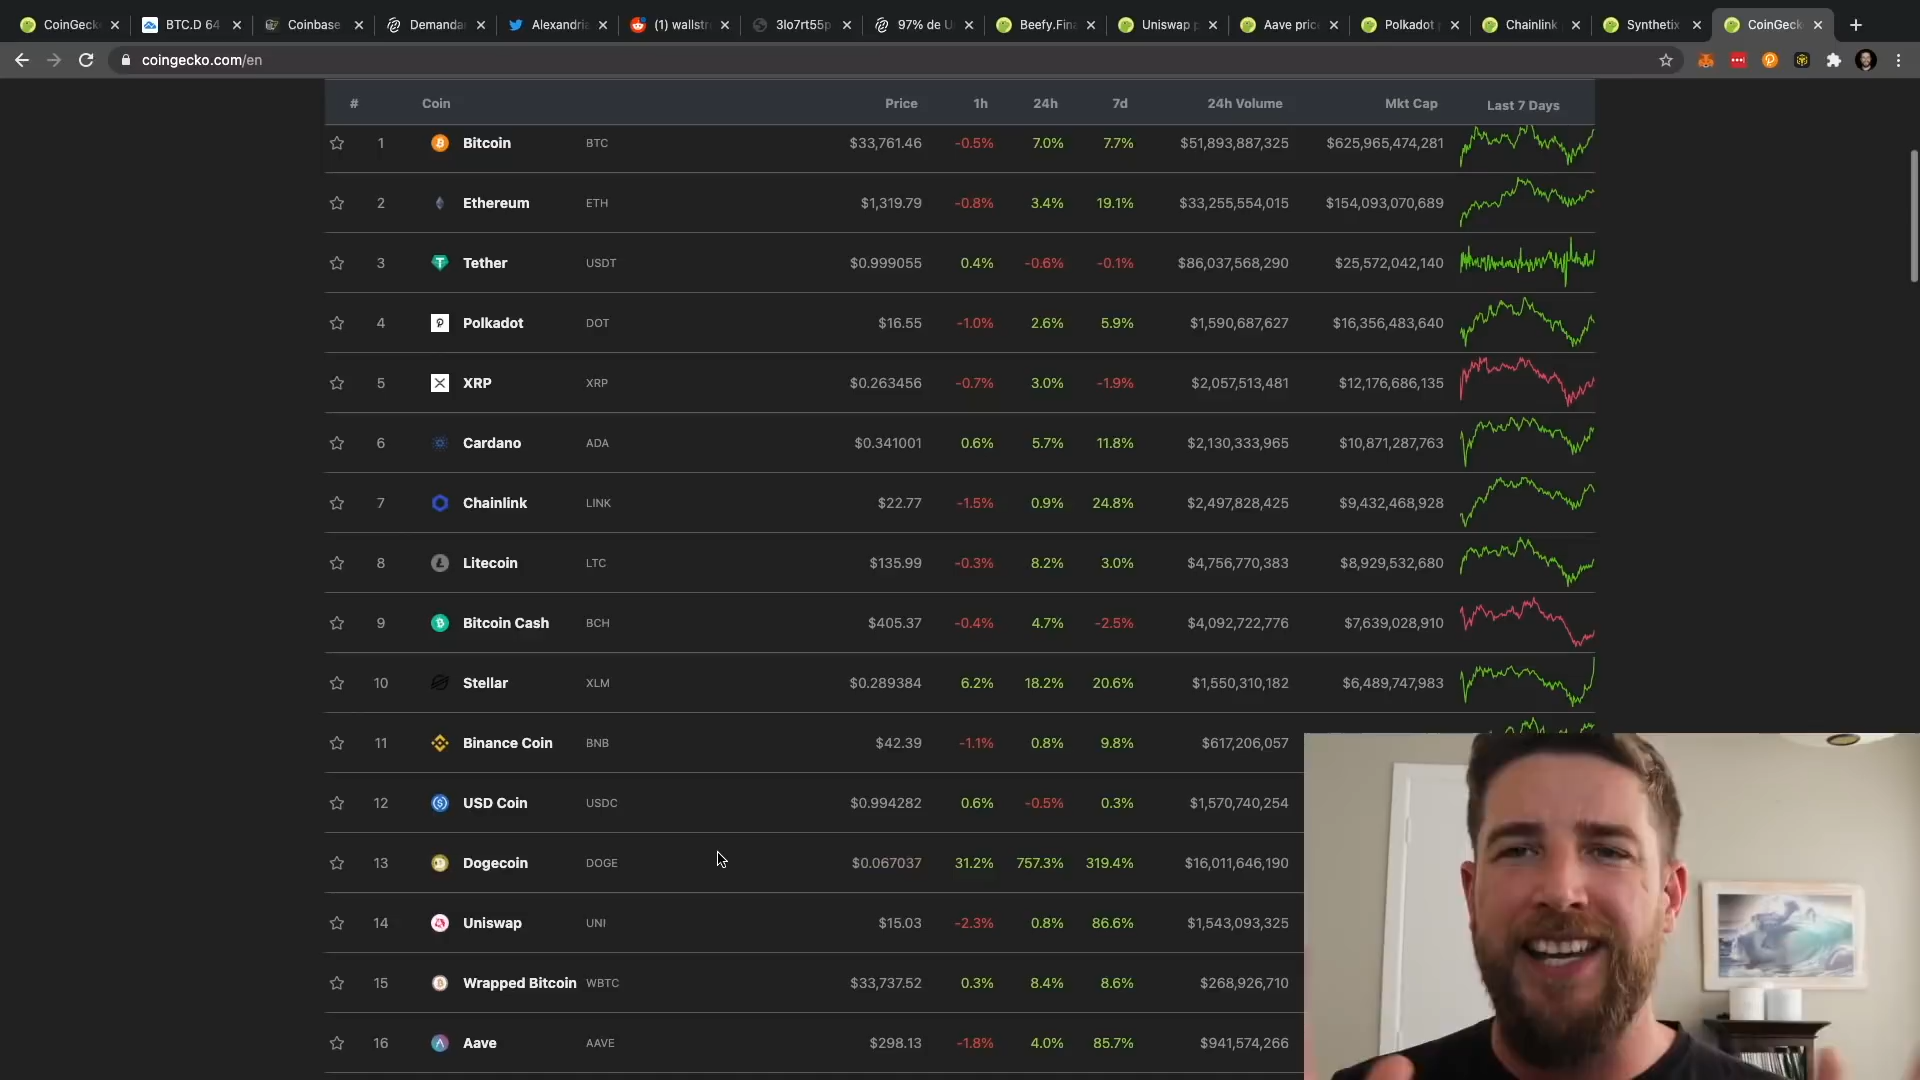 CoinGeck
BTC.D 64
Coinbase
Demanda
Alexandria
(1) wallstr
3lo7rt55p
97% de U
Beefy.Fina
Uniswap p
Aave price
Polkadot
Chainlink
Synthetix
CoinGeck
coingecko.com/en
# Coin Price 1h 24h 7d 24h Volume Mkt Cap Last 7 Days
1 Bitcoin BTC $33,761.46 -0.5% 7.0% 7.7% $51,893,887,325 $625,965,474,281
2 Ethereum ETH $1,319.79 -0.8% 3.4% 19.1% $33,255,554,015 $154,093,070,689
3 Tether USDT $0.999055 0.4% -0.6% -0.1% $86,037,568,290 $25,572,042,140
4 Polkadot DOT $16.55 -1.0% 2.6% 5.9% $1,590,687,627 $16,356,483,640
5 XRP XRP $0.263456 -0.7% 3.0% -1.9% $2,057,513,481 $12,176,686,135
6 Cardano ADA $0.341001 0.6% 5.7% 11.8% $2,130,333,965 $10,871,287,763
7 Chainlink LINK $22.77 -1.5% 0.9% 24.8% $2,497,828,425 $9,432,468,928
8 Litecoin LTC $135.99 -0.3% 8.2% 3.0% $4,756,770,383 $8,929,532,680
9 Bitcoin Cash BCH $405.37 -0.4% 4.7% -2.5% $4,092,722,776 $7,639,028,910
10 Stellar XLM $0.289384 6.2% 18.2% 20.6% $1,550,310,182 $6,489,747,983
11 Binance Coin BNB $42.39 -1.1% 0.8% 9.8% $617,206,057
12 USD Coin USDC $0.994282 0.6% -0.5% 0.3% $1,570,740,254
13 Dogecoin DOGE $0.067037 31.2% 757.3% 319.4% $16,011,646,190
14 Uniswap UNI $15.03 -2.3% 0.8% 86.6% $1,543,093,325
15 Wrapped Bitcoin WBTC $33,737.52 0.3% 8.4% 8.6% $268,926,710
16 Aave AAVE $298.13 -1.8% 4.0% 85.7% $941,574,266